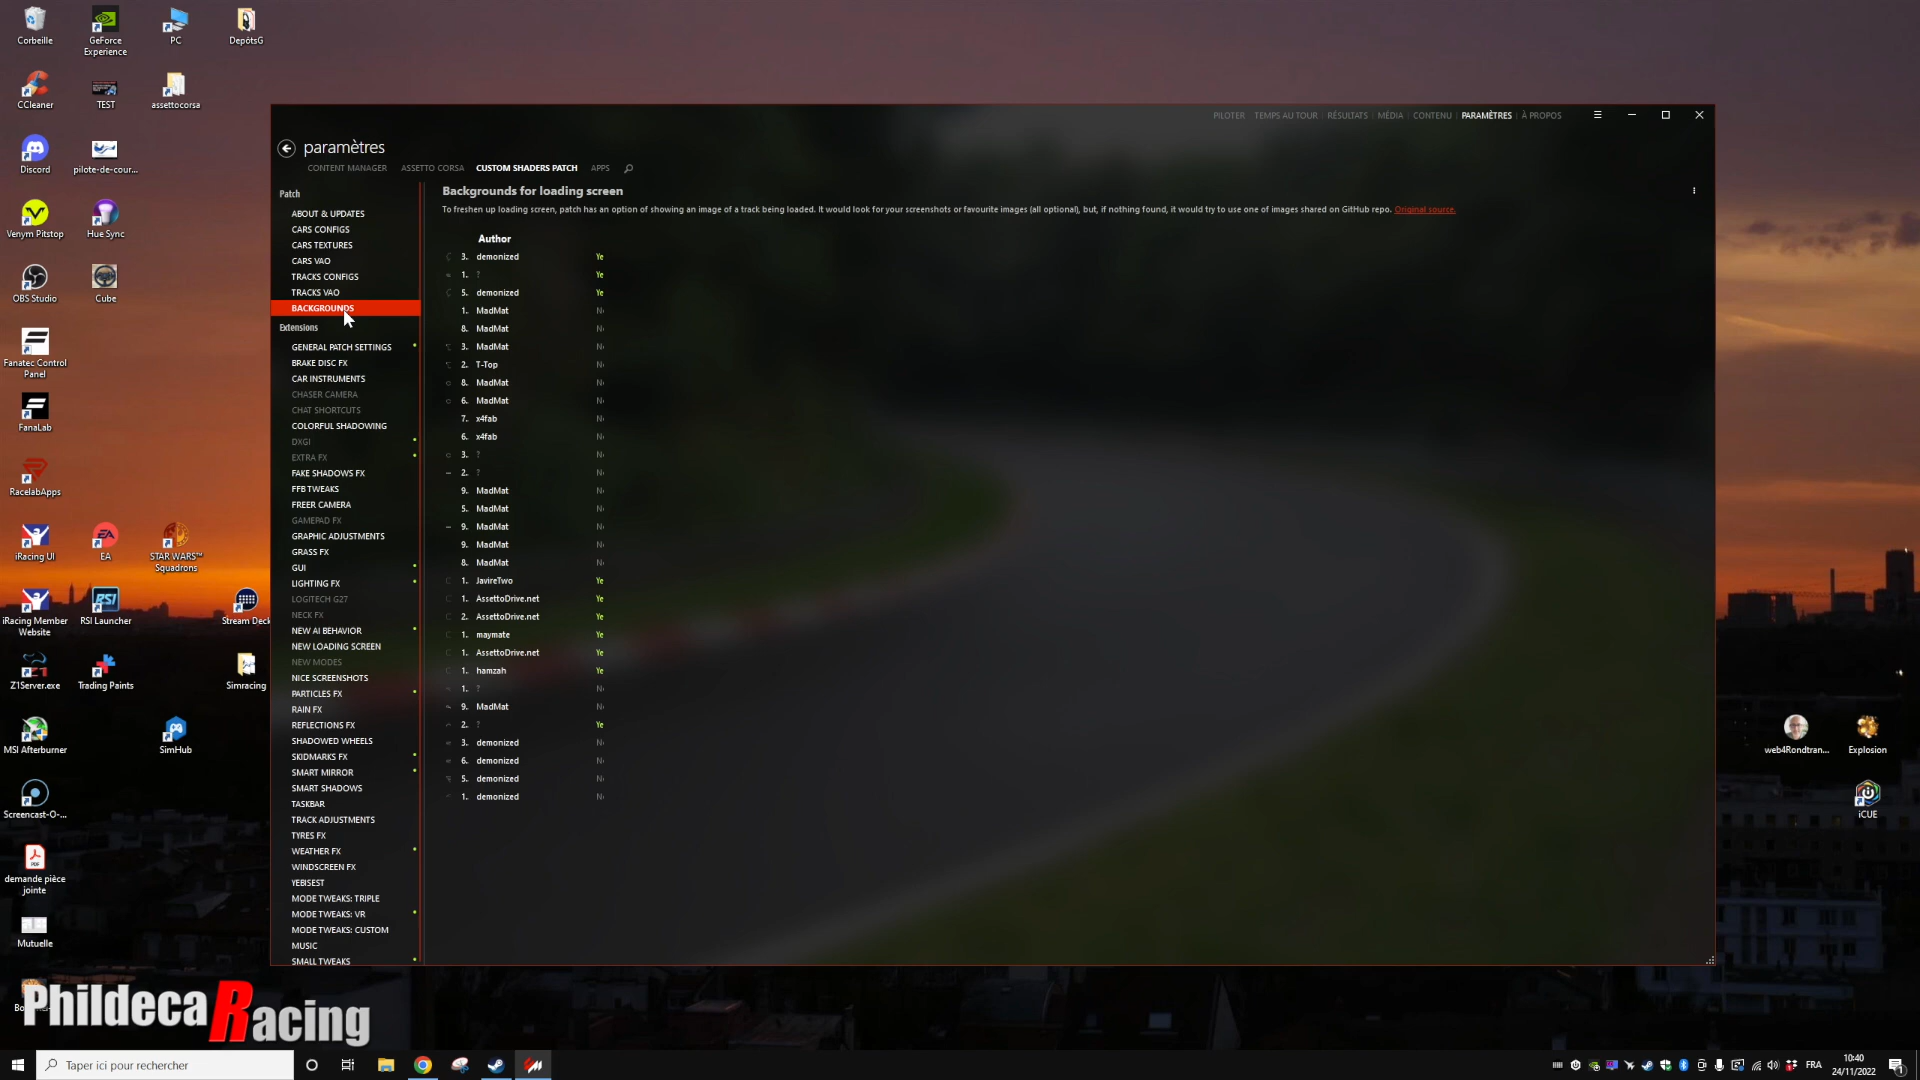 Corbeille
GeForce Experience
PC
DepôtsG
CCleaner
TEST
assettocorsa
Discord
pilote-de-cour...
Venym Pitstop
Hue Sync
OBS Studio
Cube
Fanatec Control Panel
FanaLab
RacelabApps
iRacing UI
EA
STAR WARS™ Squadrons
iRacing Member Website
RSI Launcher
Stream Deck
Z1Server.exe
Trading Paints
Simracing
MSI Afterburner
SimHub
Screencast-O-...
demande pièce jointe
Mutuelle
PILOTER TEMPS AU TOUR RÉSULTATS MÉDIA CONTENU PARAMÈTRES À PROPOS
paramètres
CONTENT MANAGER ASSETTO CORSA CUSTOM SHADERS PATCH APPS
Patch
ABOUT & UPDATES
CARS CONFIGS
CARS TEXTURES
CARS VAO
TRACKS CONFIGS
TRACKS VAO
BACKGROUNDS
Extensions
GENERAL PATCH SETTINGS
BRAKE DISC FX
CAR INSTRUMENTS
CHASER CAMERA
CHAT SHORTCUTS
COLORFUL SHADOWING
DXGI
EXTRA FX
FAKE SHADOWS FX
FFB TWEAKS
FREER CAMERA
GAMEPAD FX
GRAPHIC ADJUSTMENTS
GRASS FX
GUI
LIGHTING FX
LOGITECH G27
NECK FX
NEW AI BEHAVIOR
NEW LOADING SCREEN
NEW MODES
NICE SCREENSHOTS
PARTICLES FX
RAIN FX
REFLECTIONS FX
SHADOWED WHEELS
SKIDMARKS FX
SMART MIRROR
SMART SHADOWS
TASKBAR
TRACK ADJUSTMENTS
TYRES FX
WEATHER FX
WINDSCREEN FX
YEBISEST
MODE TWEAKS: TRIPLE
MODE TWEAKS: VR
MODE TWEAKS: CUSTOM
MUSIC
SMALL TWEAKS
Backgrounds for loading screen
To freshen up loading screen, patch has an option of showing an image of a track being loaded. It would look for your screenshots or favourite images (all optional), but, if nothing found, it would try to use one of images shared on GitHub repo. Original source.
Author
3. demonized Ye
1. ? Ye
5. demonized Ye
1. MadMat
8. MadMat
3. MadMat
2. T-Top
8. MadMat
6. MadMat
7. x4fab
6. x4fab
3. ?
2. ?
9. MadMat
5. MadMat
9. MadMat
9. MadMat
8. MadMat
1. JavireTwo Ye
1. AssettoDrive.net Ye
2. AssettoDrive.net Ye
1. maymate Ye
1. AssettoDrive.net Ye
1. hamzah Ye
1. ?
9. MadMat
2. ? Ye
3. demonized
6. demonized
5. demonized
1. demonized
web4Rondtran...
Explosion
iCUE
Phildeca Racing
Taper ici pour rechercher
FRA
10:40
24/11/2022
1